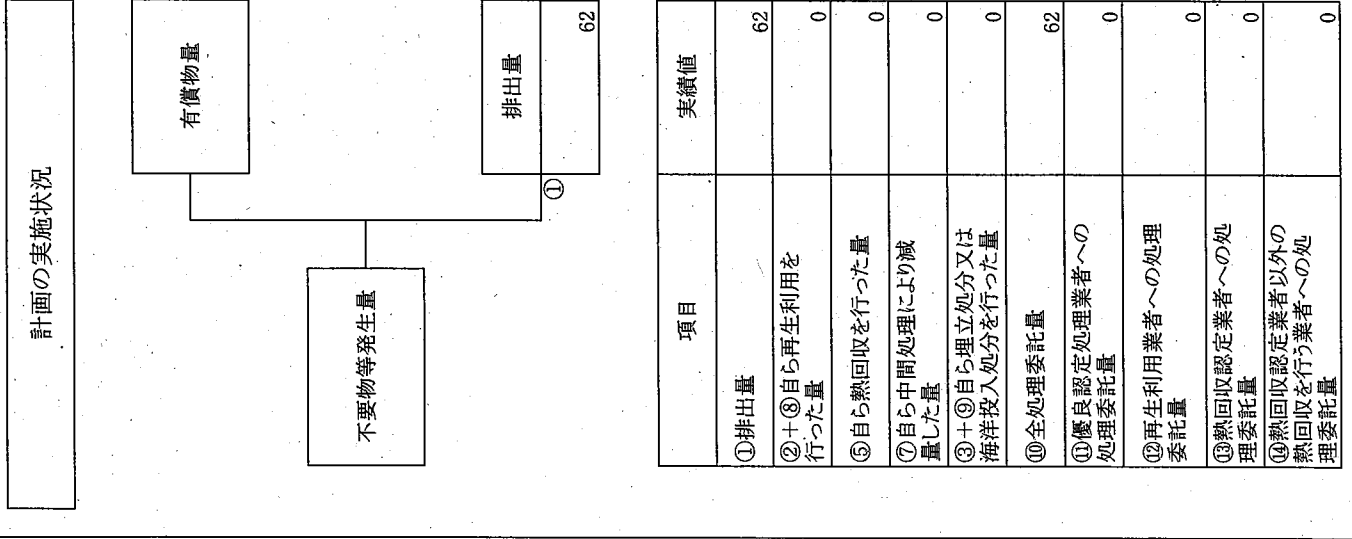 計画の実施状況
不要物等発生量
有償物量
排出量
①
62
項目
実績値
①排出量
62
②+⑧自ら再生利用を
行った量
0
⑤自ら熱回収を行った量
0
⑦自ら中間処理により減
量した量
0
③+⑨自ら埋立処分又は
海洋投入処分を行った量
0
⑩全処理委託量
62
⑪優良認定処理業者への
処理委託量
0
⑫再生利用業者への処理
委託量
0
⑬熱回収認定業者への処
理委託量
0
⑭熱回収認定業者以外の
熱回収を行う業者への処
理委託量
0